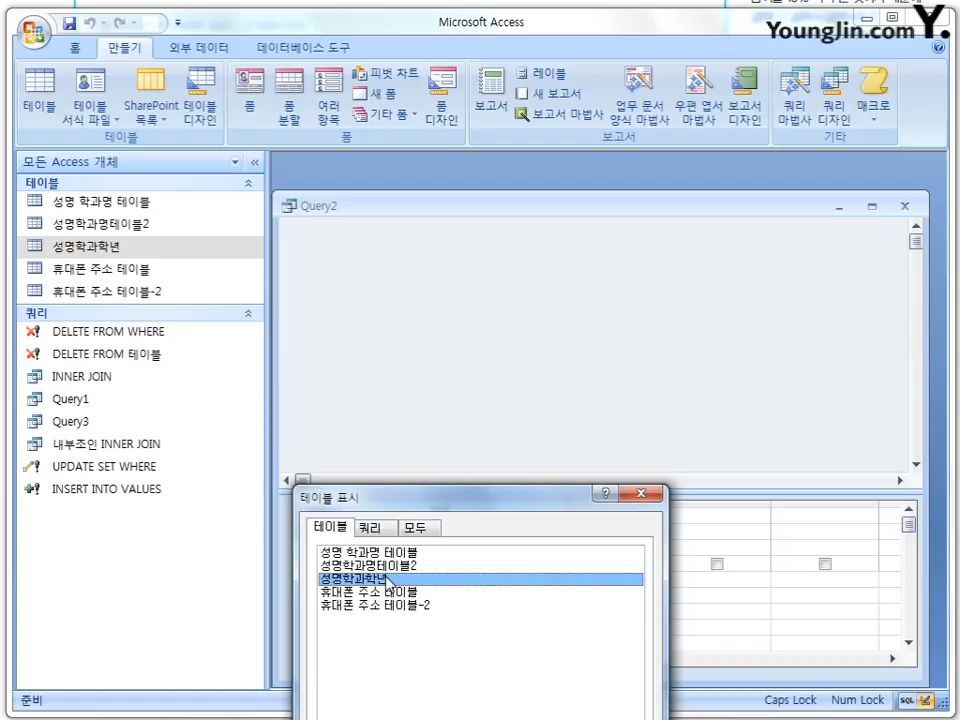 Microsoft Access
YoungJin.com Y.
홈 만들기 외부 데이터 데이터베이스 도구
테이블 테이블 서식 파일 SharePoint 목록 테이블 디자인
테이블
폼 폼 분할 여러 항목 피벗 차트 새 폼 기타 폼 폼 디자인
폼
보고서 레이블 새 보고서 보고서 마법사 업무 문서 양식 마법사 우편 엽서 마법사 보고서 디자인
보고서
쿼리 마법사 쿼리 디자인 매크로
기타
모든 Access 개체
테이블
성명 학과명 테이블
성명학과명테이블2
성명학과학년
휴대폰 주소 테이블
휴대폰 주소 테이블-2
쿼리
DELETE FROM WHERE
DELETE FROM 테이블
INNER JOIN
Query1
Query3
내부조인 INNER JOIN
UPDATE SET WHERE
INSERT INTO VALUES
Query2
테이블 표시
테이블 쿼리 모두
성명 학과명 테이블
성명학과명테이블2
성명학과학년
휴대폰 주소 테이블
휴대폰 주소 테이블-2
준비
Caps Lock Num Lock SQL